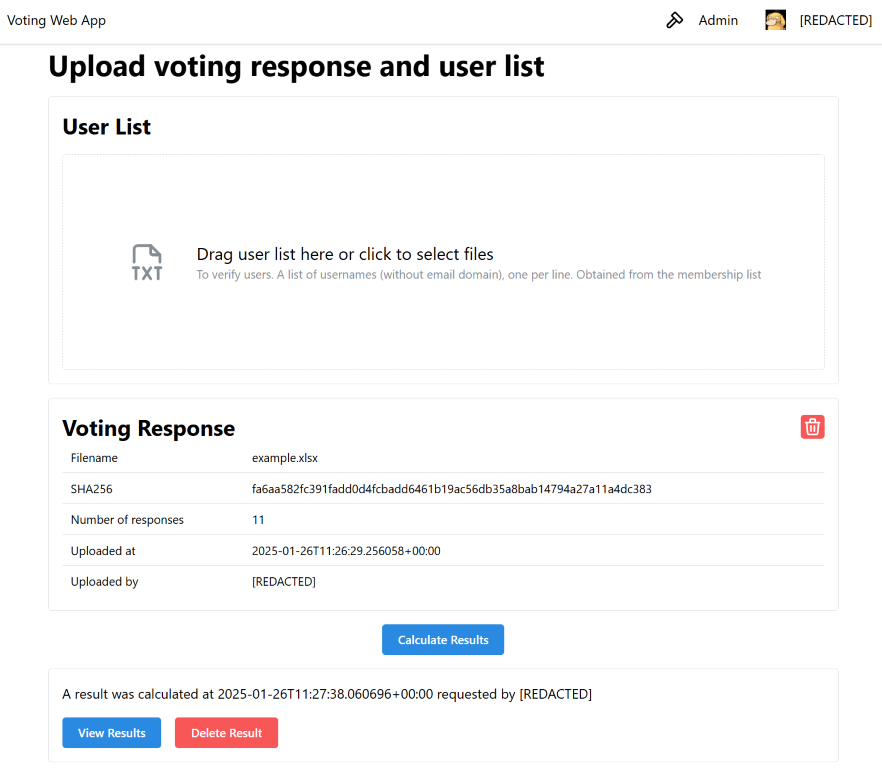 Voting Web App
Admin
[REDACTED]
Upload voting response and user list
User List
TXT
Drag user list here or click to select files
To verify users. A list of usernames (without email domain), one per line. Obtained from the membership list
Voting Response
Filename example.xlsx
SHA256 fa6aa582fc391fadd0d4fcbadd6461b19ac56db35a8bab14794a27a11a4dc383
Number of responses 11
Uploaded at 2025-01-26T11:26:29.256058+00:00
Uploaded by [REDACTED]
Calculate Results
A result was calculated at 2025-01-26T11:27:38.060696+00:00 requested by [REDACTED]
View Results
Delete Result